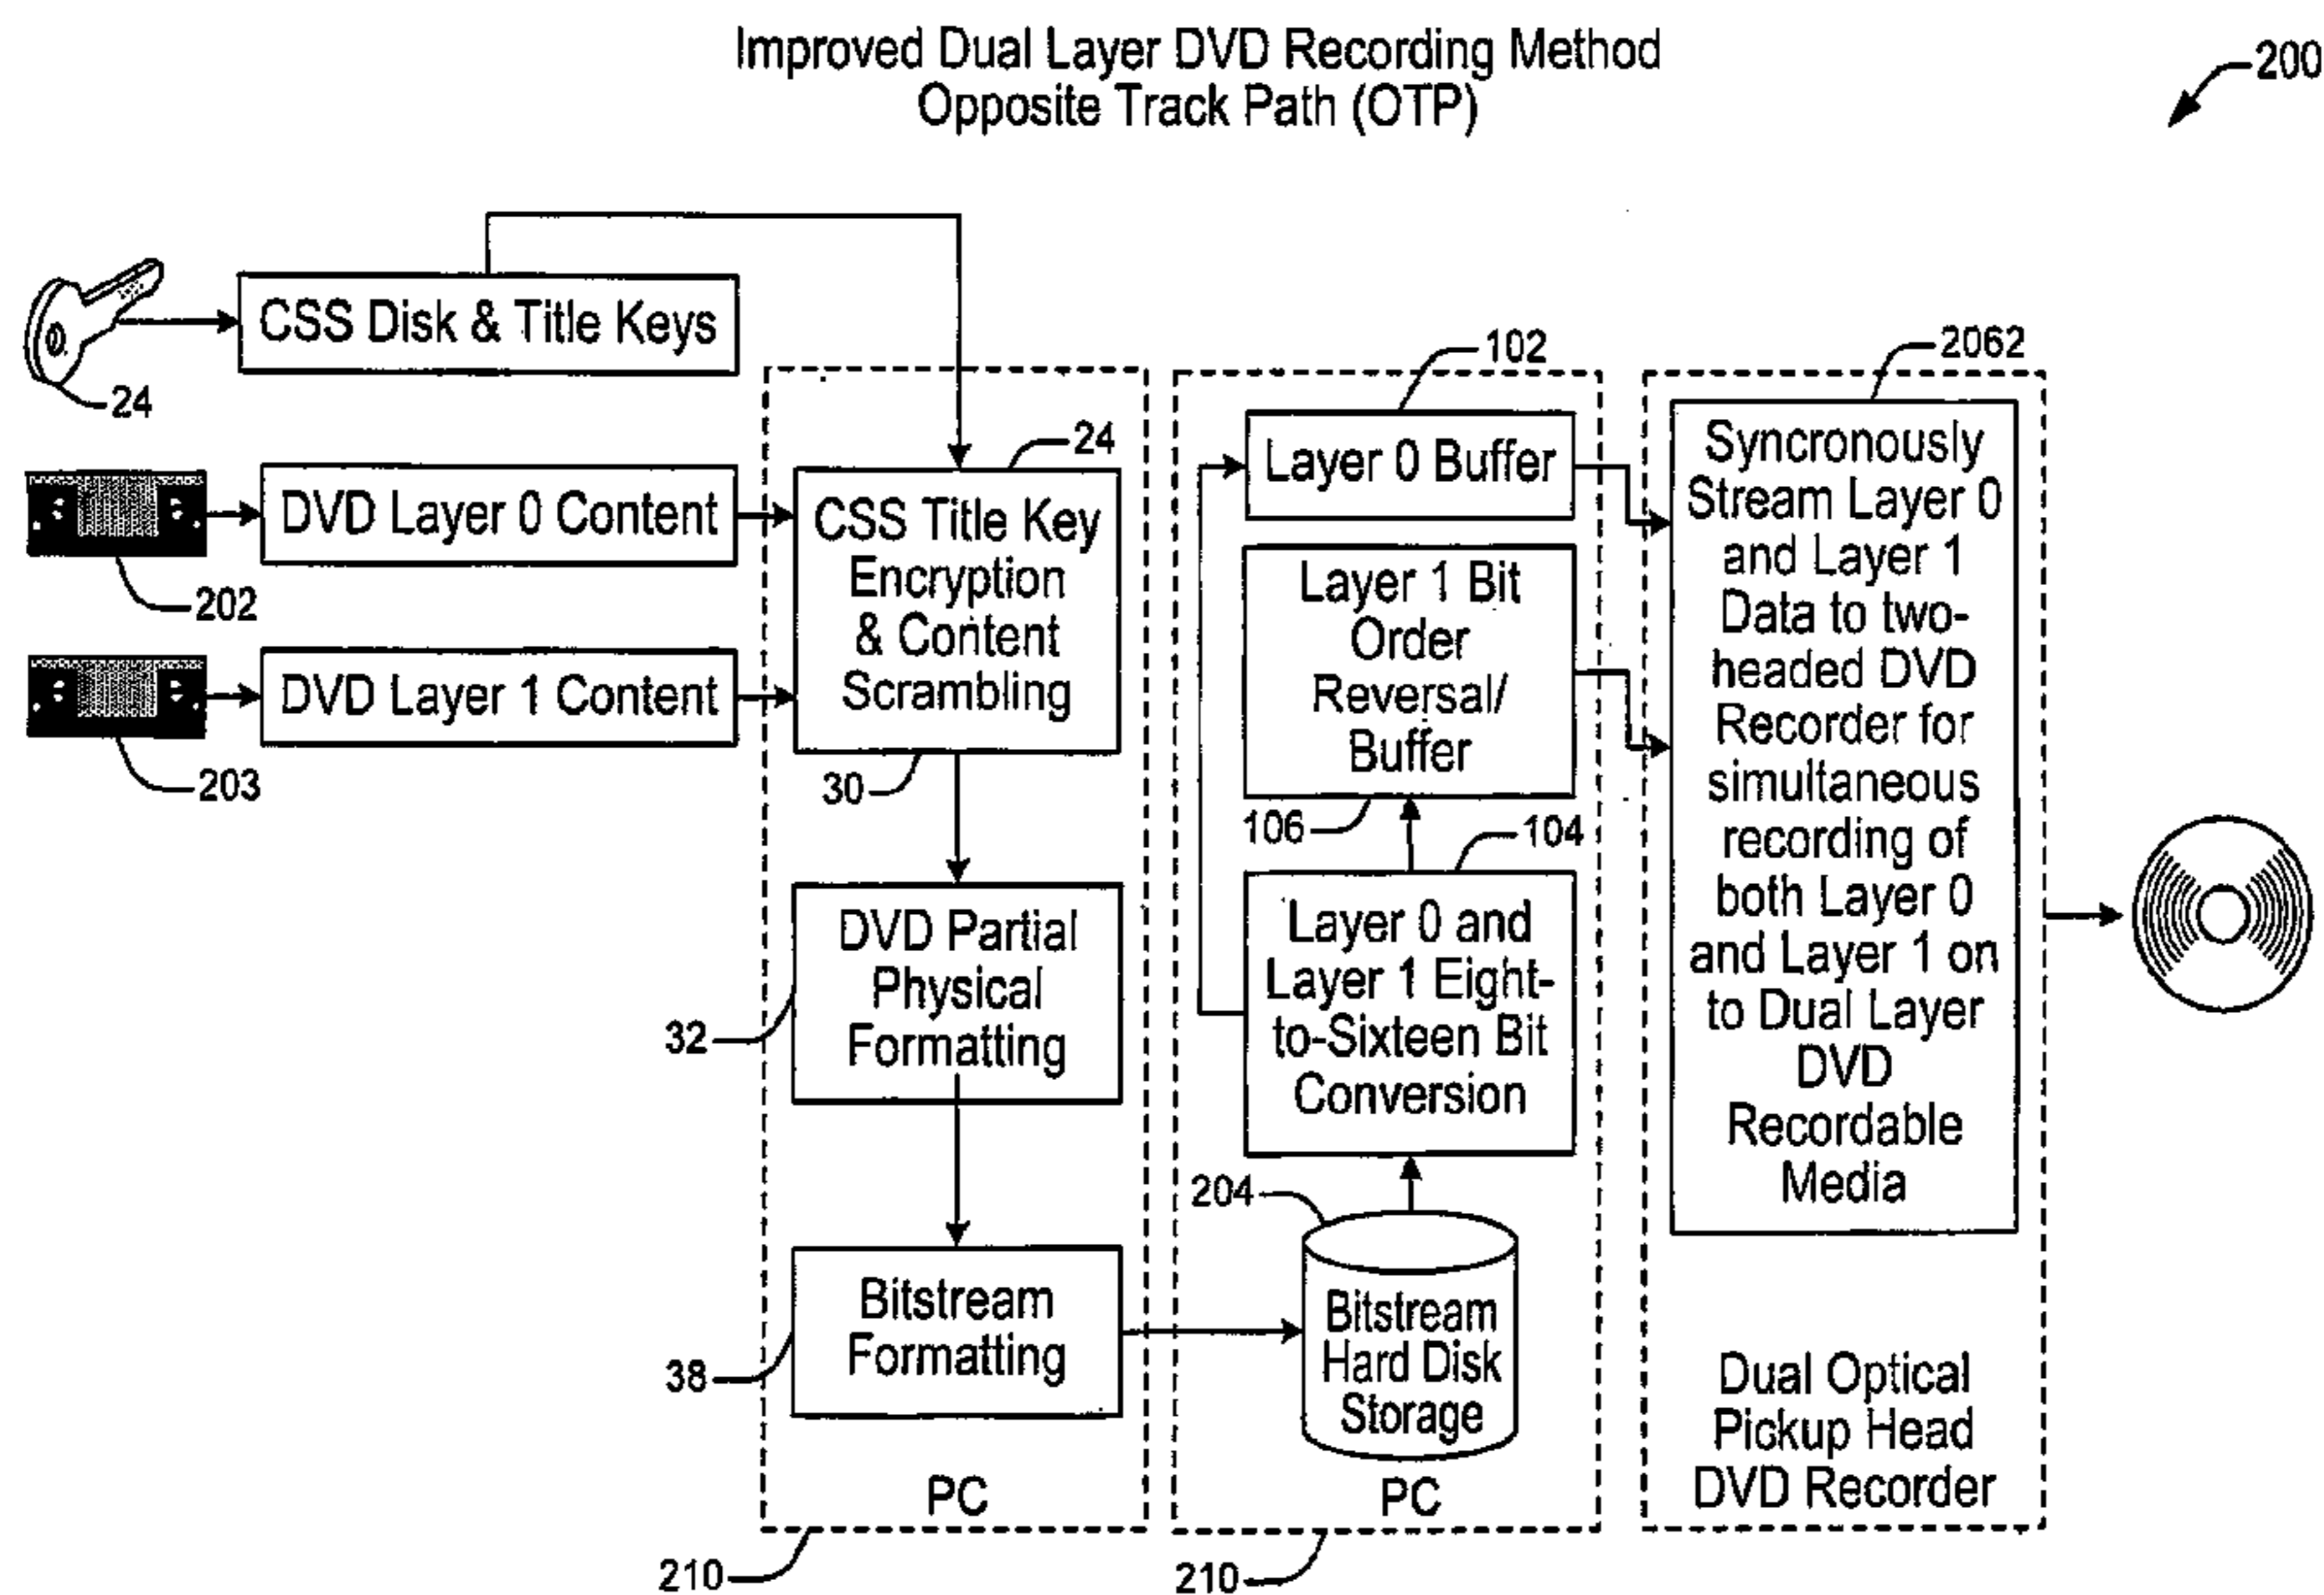 Improved Dual Layer DVD Recording Method
Opposite Track Path (OTP)
200
CSS Disk & Title Keys
24
DVD Layer 0 Content
202
DVD Layer 1 Content
203
24
CSS Title Key
Encryption
& Content
Scrambling
30
DVD Partial
Physical
Formatting
32
Bitstream
Formatting
38
PC
210
102
Layer 0 Buffer
Layer 1 Bit
Order
Reversal/
Buffer
106
104
Layer 0 and
Layer 1 Eight-
to-Sixteen Bit
Conversion
204
Bitstream
Hard Disk
Storage
PC
210
2062
Syncronously
Stream Layer 0
and Layer 1
Data to two-
headed DVD
Recorder for
simultaneous
recording of
both Layer 0
and Layer 1 on
to Dual Layer
DVD
Recordable
Media
Dual Optical
Pickup Head
DVD Recorder